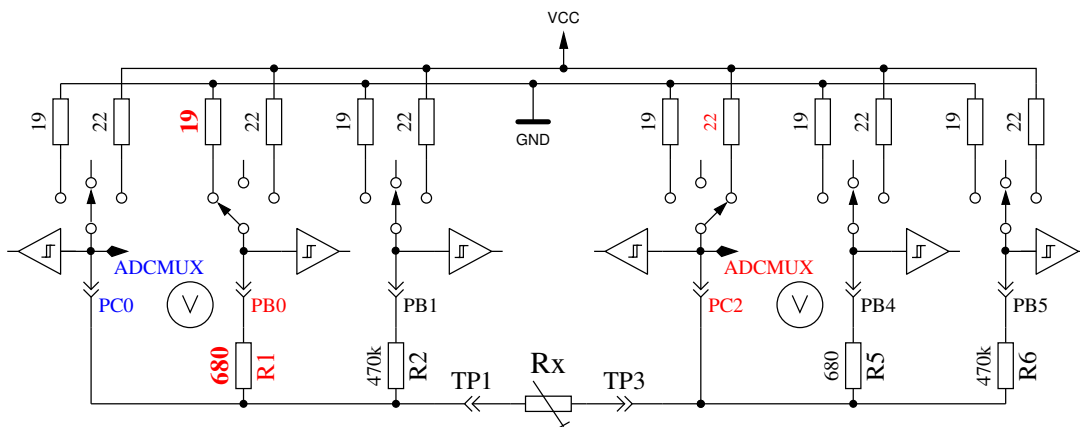 VCC
19
22
19
22
19
22
GND
19
22
19
22
19
22
ADCMUX
ADCMUX
PC0
V
PB0
PB1
PC2
V
PB4
PB5
680
R1
470k
R2
TP1
Rx
TP3
680
R5
470k
R6